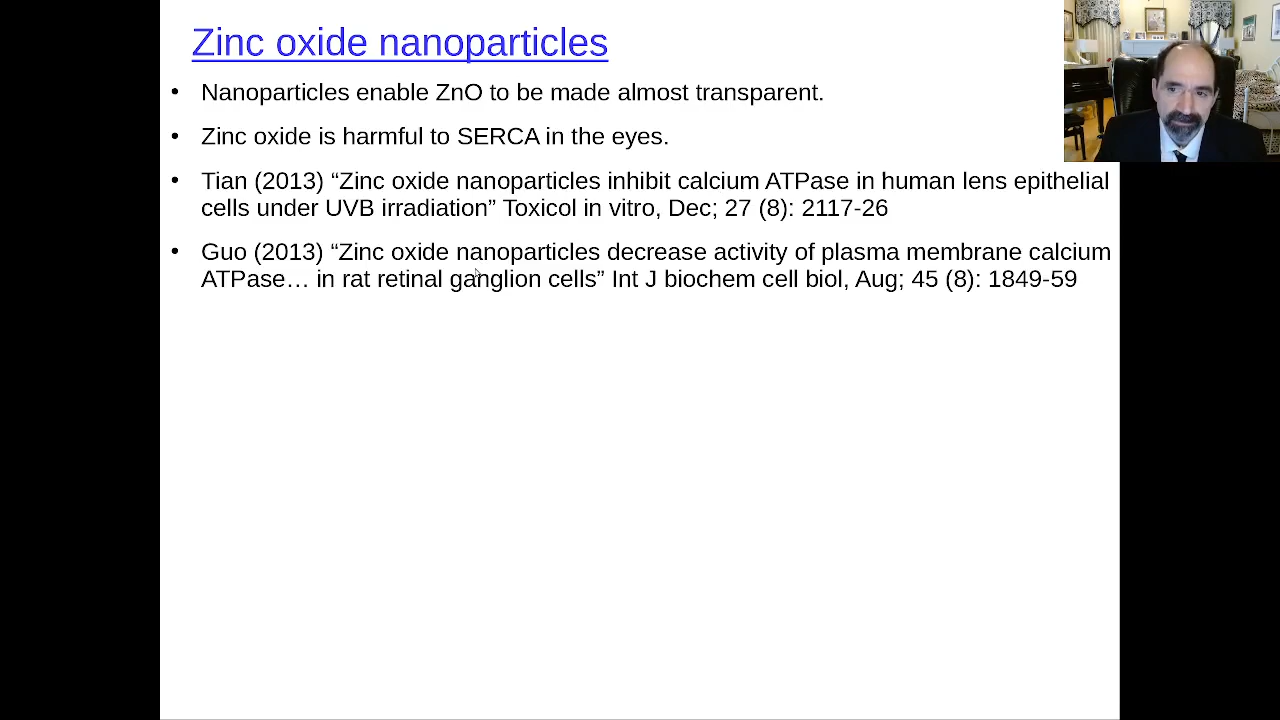 Zinc oxide nanoparticles
• Nanoparticles enable ZnO to be made almost transparent.
• Zinc oxide is harmful to SERCA in the eyes.
• Tian (2013) “Zinc oxide nanoparticles inhibit calcium ATPase in human lens epithelial
cells under UVB irradiation” Toxicol in vitro, Dec; 27 (8): 2117-26
• Guo (2013) “Zinc oxide nanoparticles decrease activity of plasma membrane calcium
ATPase… in rat retinal ganglion cells” Int J biochem cell biol, Aug; 45 (8): 1849-59